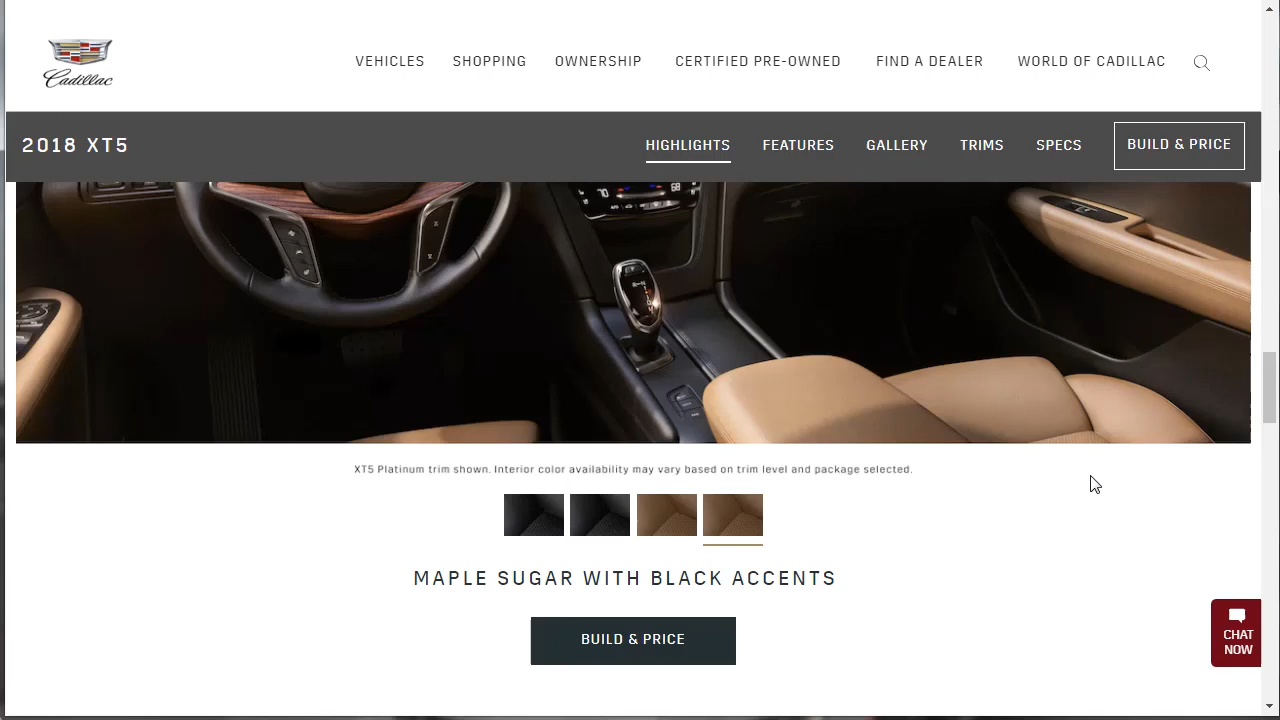 Cadillac
VEHICLES SHOPPING OWNERSHIP CERTIFIED PRE-OWNED FIND A DEALER WORLD OF CADILLAC
2018 XT5
HIGHLIGHTS FEATURES GALLERY TRIMS SPECS BUILD & PRICE
70 68
XT5 Platinum trim shown. Interior color availability may vary based on trim level and package selected.
MAPLE SUGAR WITH BLACK ACCENTS
BUILD & PRICE
CHAT
NOW